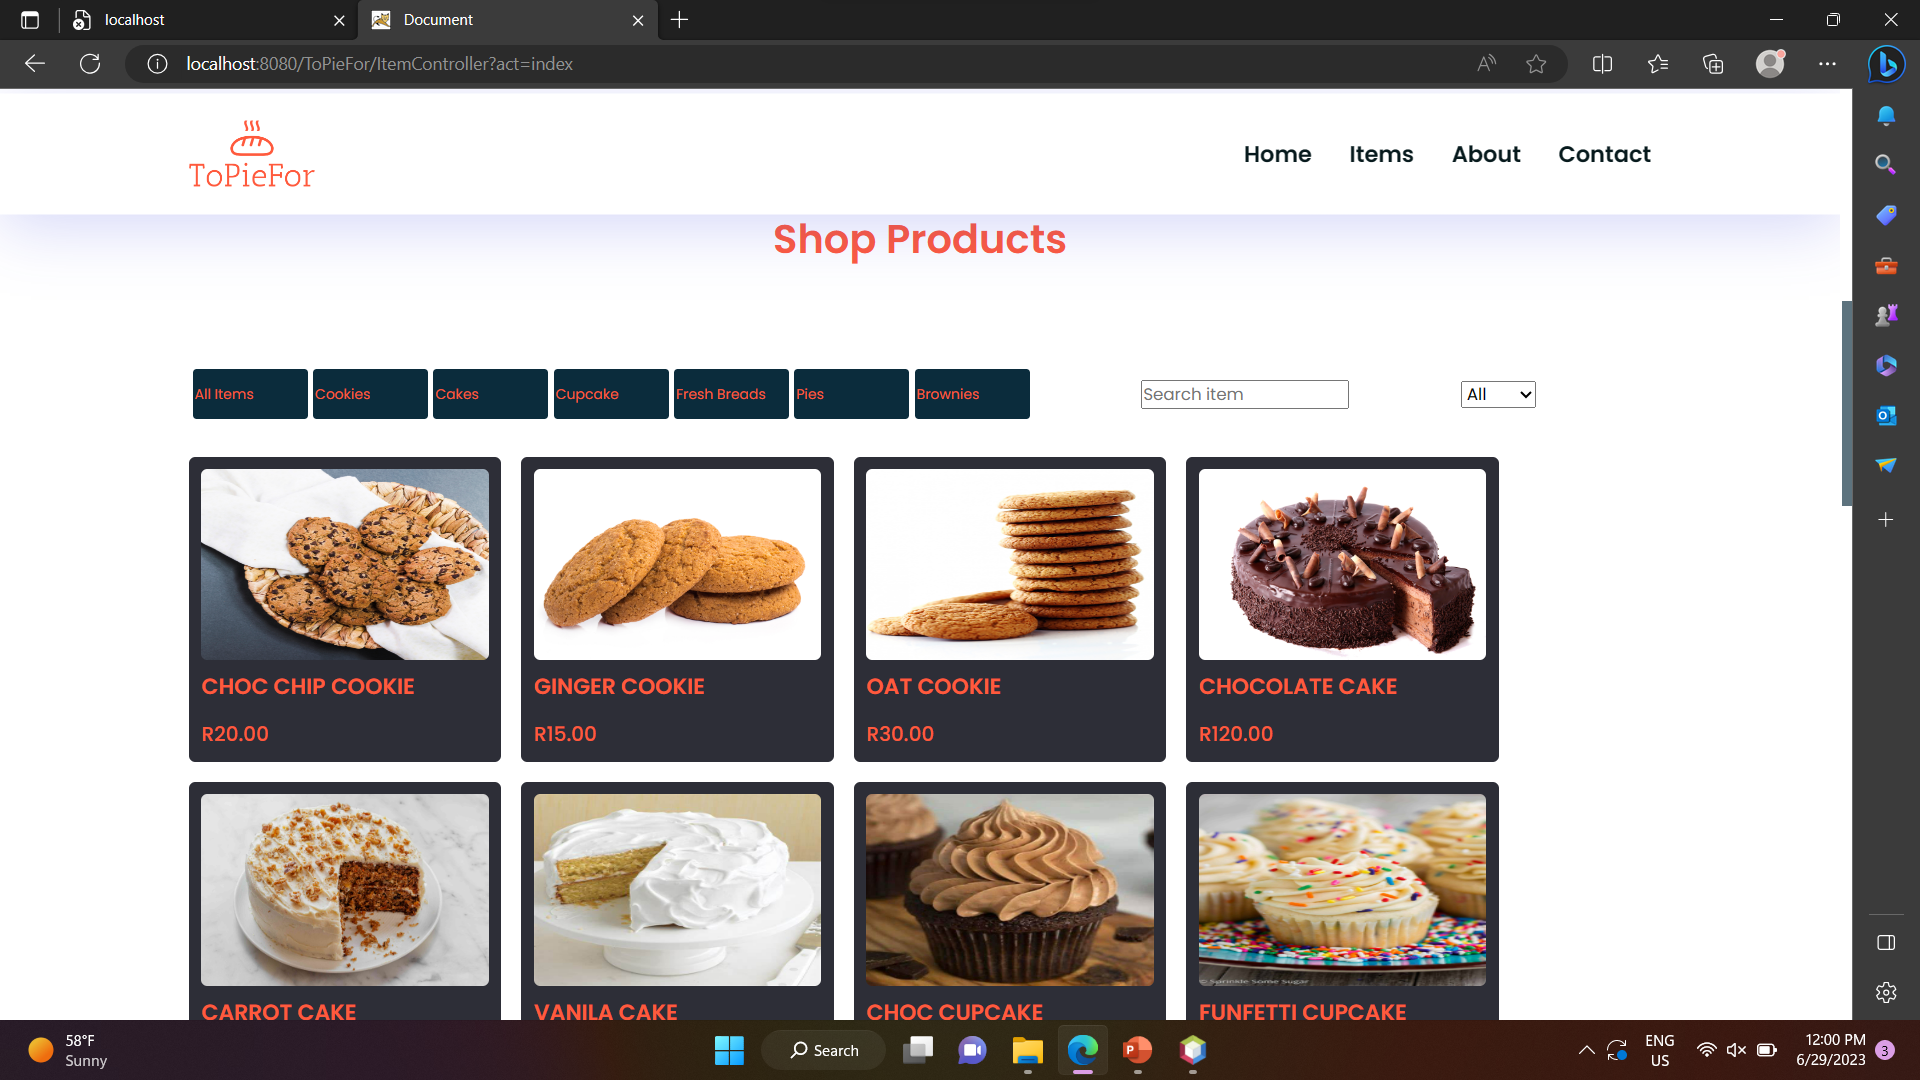 localhost
Document
localhost:8080/ToPieFor/ItemController?act=index
ToPieFor
Home Items About Contact
Shop Products
All Items Cookies Cakes Cupcake Fresh Breads Pies Brownies Search item All
CHOC CHIP COOKIE GINGER COOKIE OAT COOKIE CHOCOLATE CAKE
R20.00 R15.00 R30.00 R120.00
© Sprinkle Some Sugar
CARROT CAKE VANILA CAKE CHOC CUPCAKE FUNFETTI CUPCAKE
58°F
Sunny
Search
ENG
US
12:00 PM
6/29/2023
3